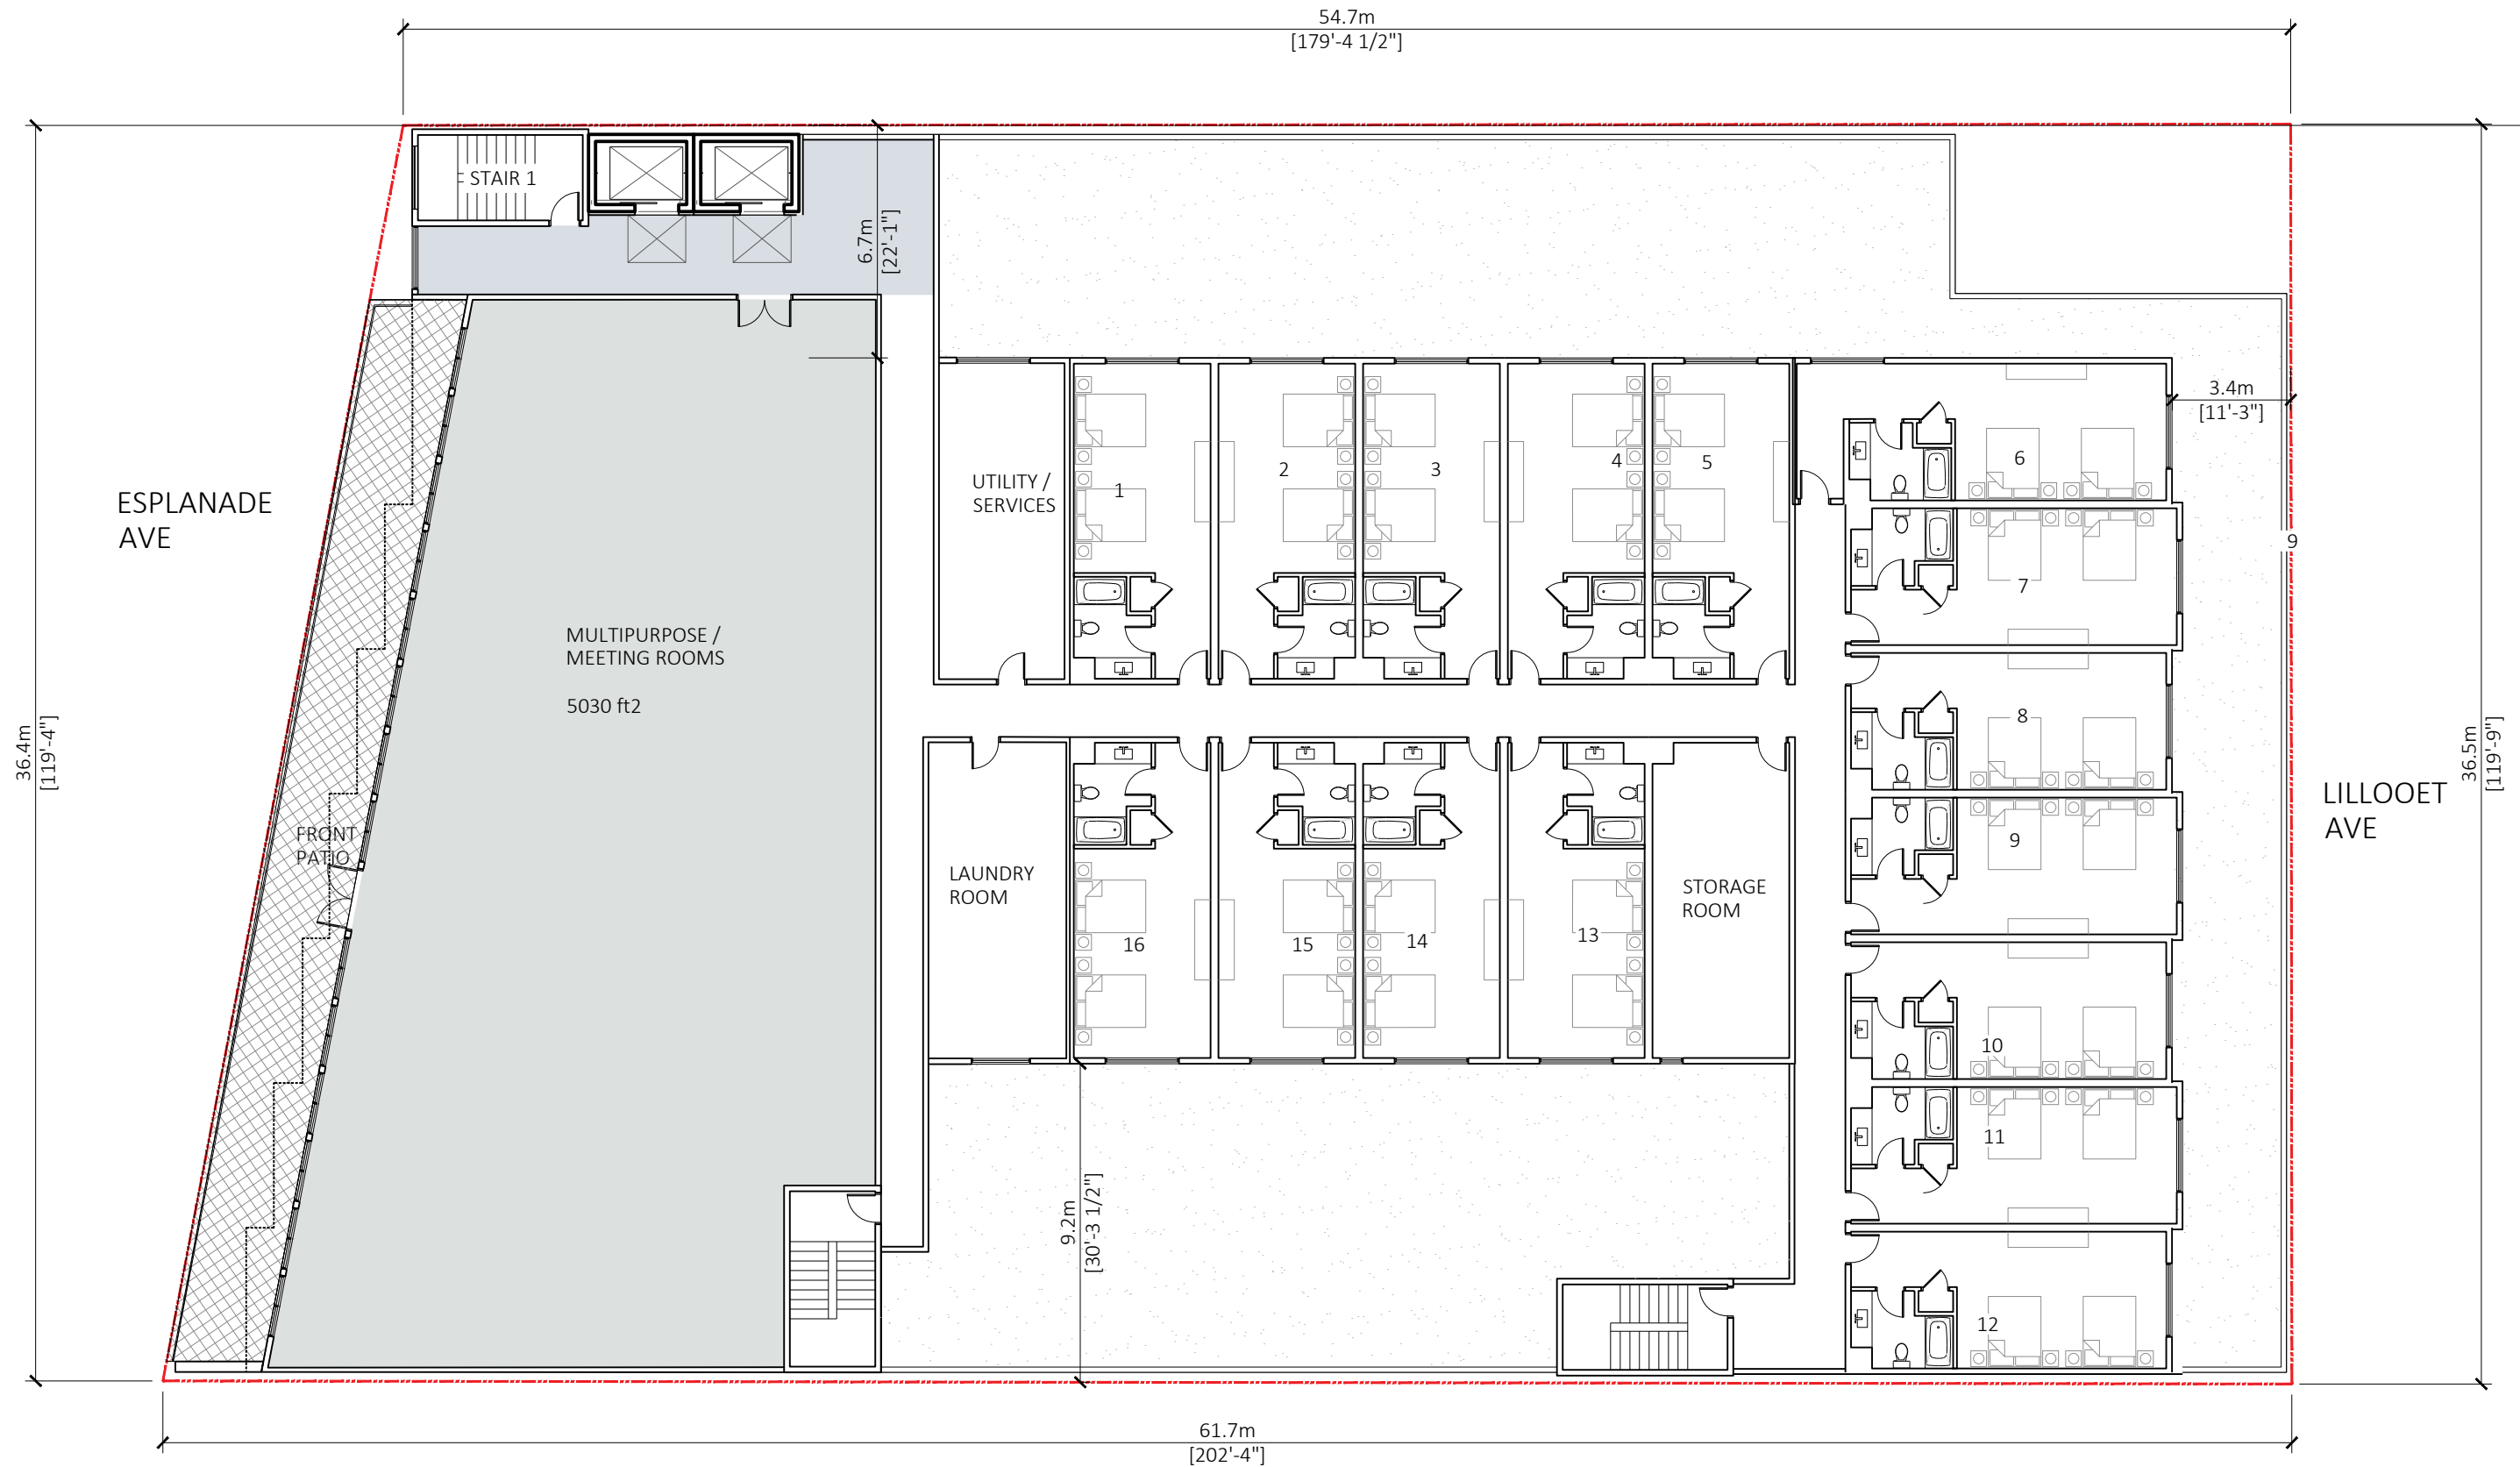 54.7m
[179'-4 1/2"]
STAIR 1
6.7m
[22'-1"]
3.4m
[11'-3"]
ESPLANADE
AVE
UTILITY /
SERVICES
1
2
3
4
5
6
7
9
MULTIPURPOSE /
MEETING ROOMS
5030 ft2
36.4m
[119'-4"]
8
9
36.5m
[119'-9"]
LILLOOET
AVE
FRONT
PATIO
LAUNDRY
ROOM
16
15
14
13
STORAGE
ROOM
10
11
12
9.2m
[30'-3 1/2"]
61.7m
[202'-4"]